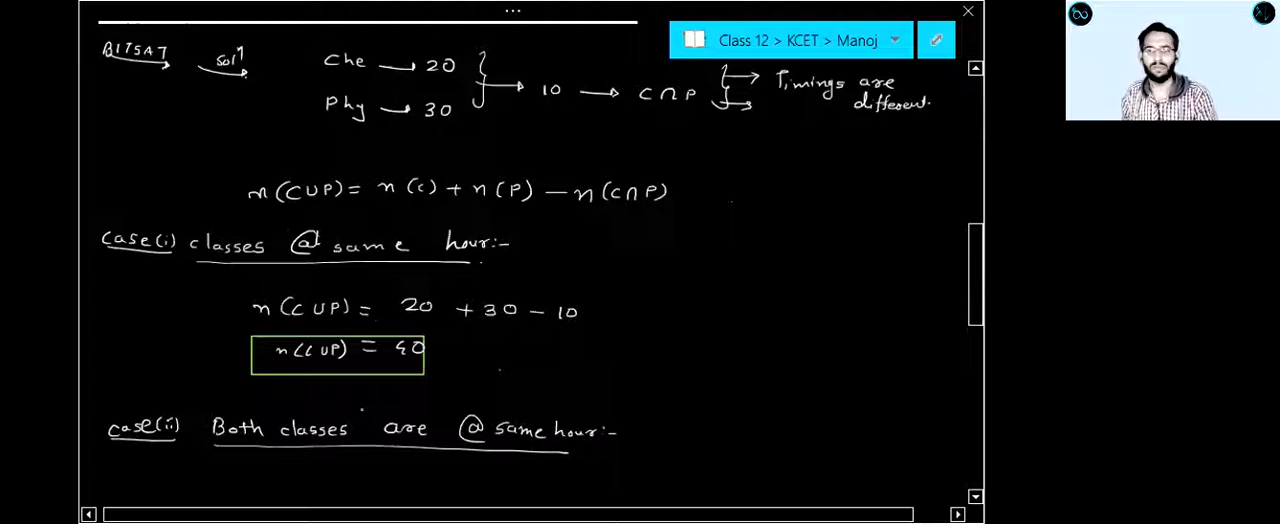 ...
Class 12 > KCET > Manoj
BITSAT Sol?
Che → 20
Phy → 30
10 → C ∩ P
Timings are
different.
n(C∪P) = n(C) + n(P) − n(C∩P)
case(i) classes @ same hour:-
n(C∪P) = 20 + 30 − 10
n(C∪P) = 40
case(ii) Both classes are @ same hour:-